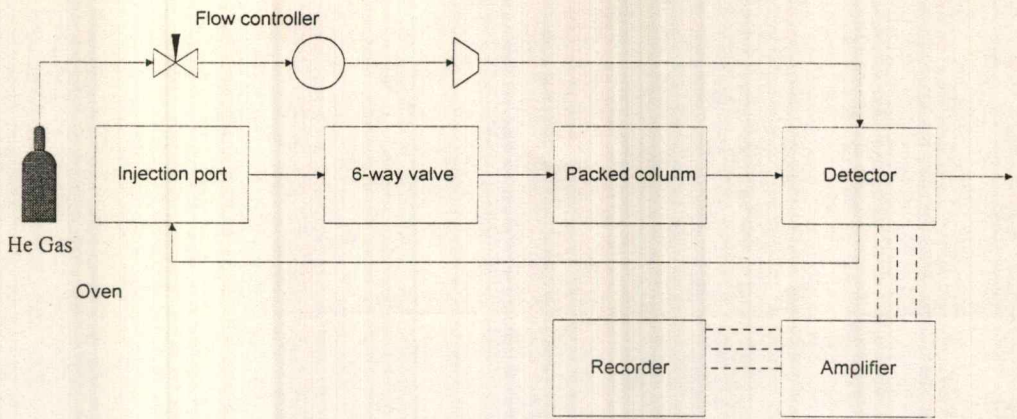 Flow controller
Injection port
6-way valve
Packed colunm
Detector
He Gas
Oven
Recorder
Amplifier